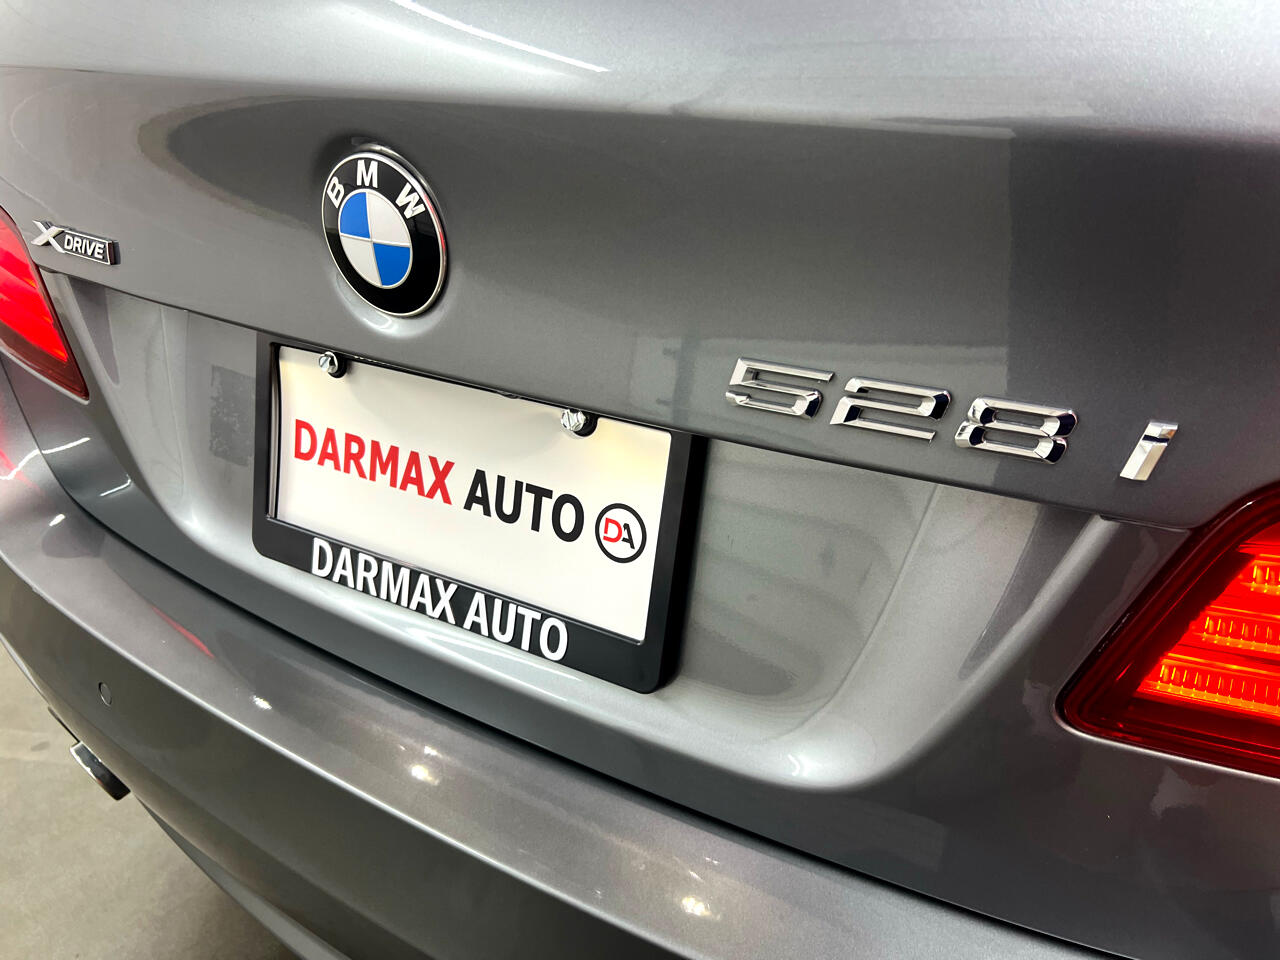 BMW
XDRIVE
528i
DARMAX AUTO DA
DARMAX AUTO